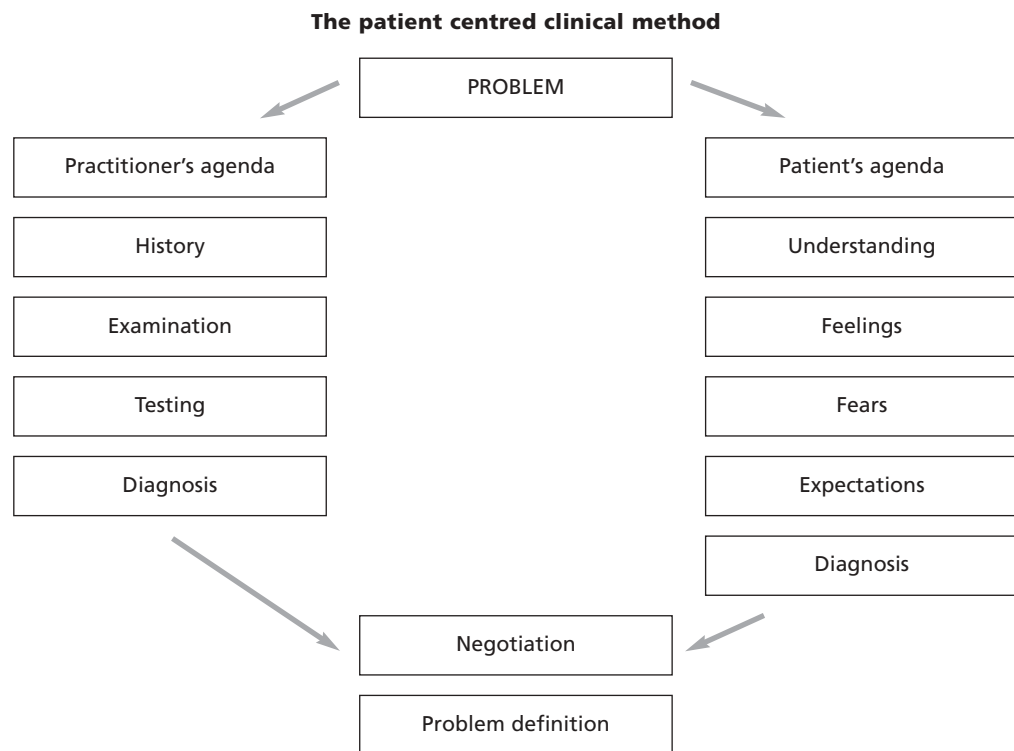 The patient centred clinical method
PROBLEM
Practitioner's agenda
History
Examination
Testing
Diagnosis
Patient's agenda
Understanding
Feelings
Fears
Expectations
Diagnosis
Negotiation
Problem definition